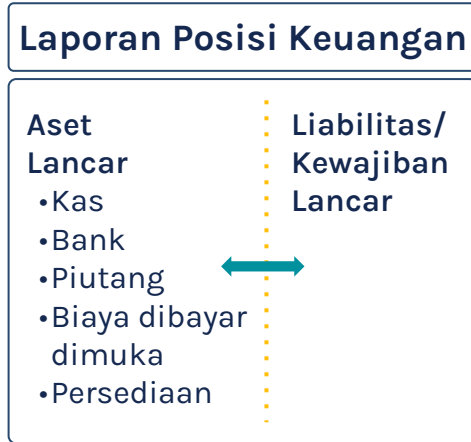 Laporan Posisi Keuangan
Aset
Lancar
•Kas
•Bank
•Piutang
•Biaya dibayar
dimuka
•Persediaan
Liabilitas/
Kewajiban
Lancar